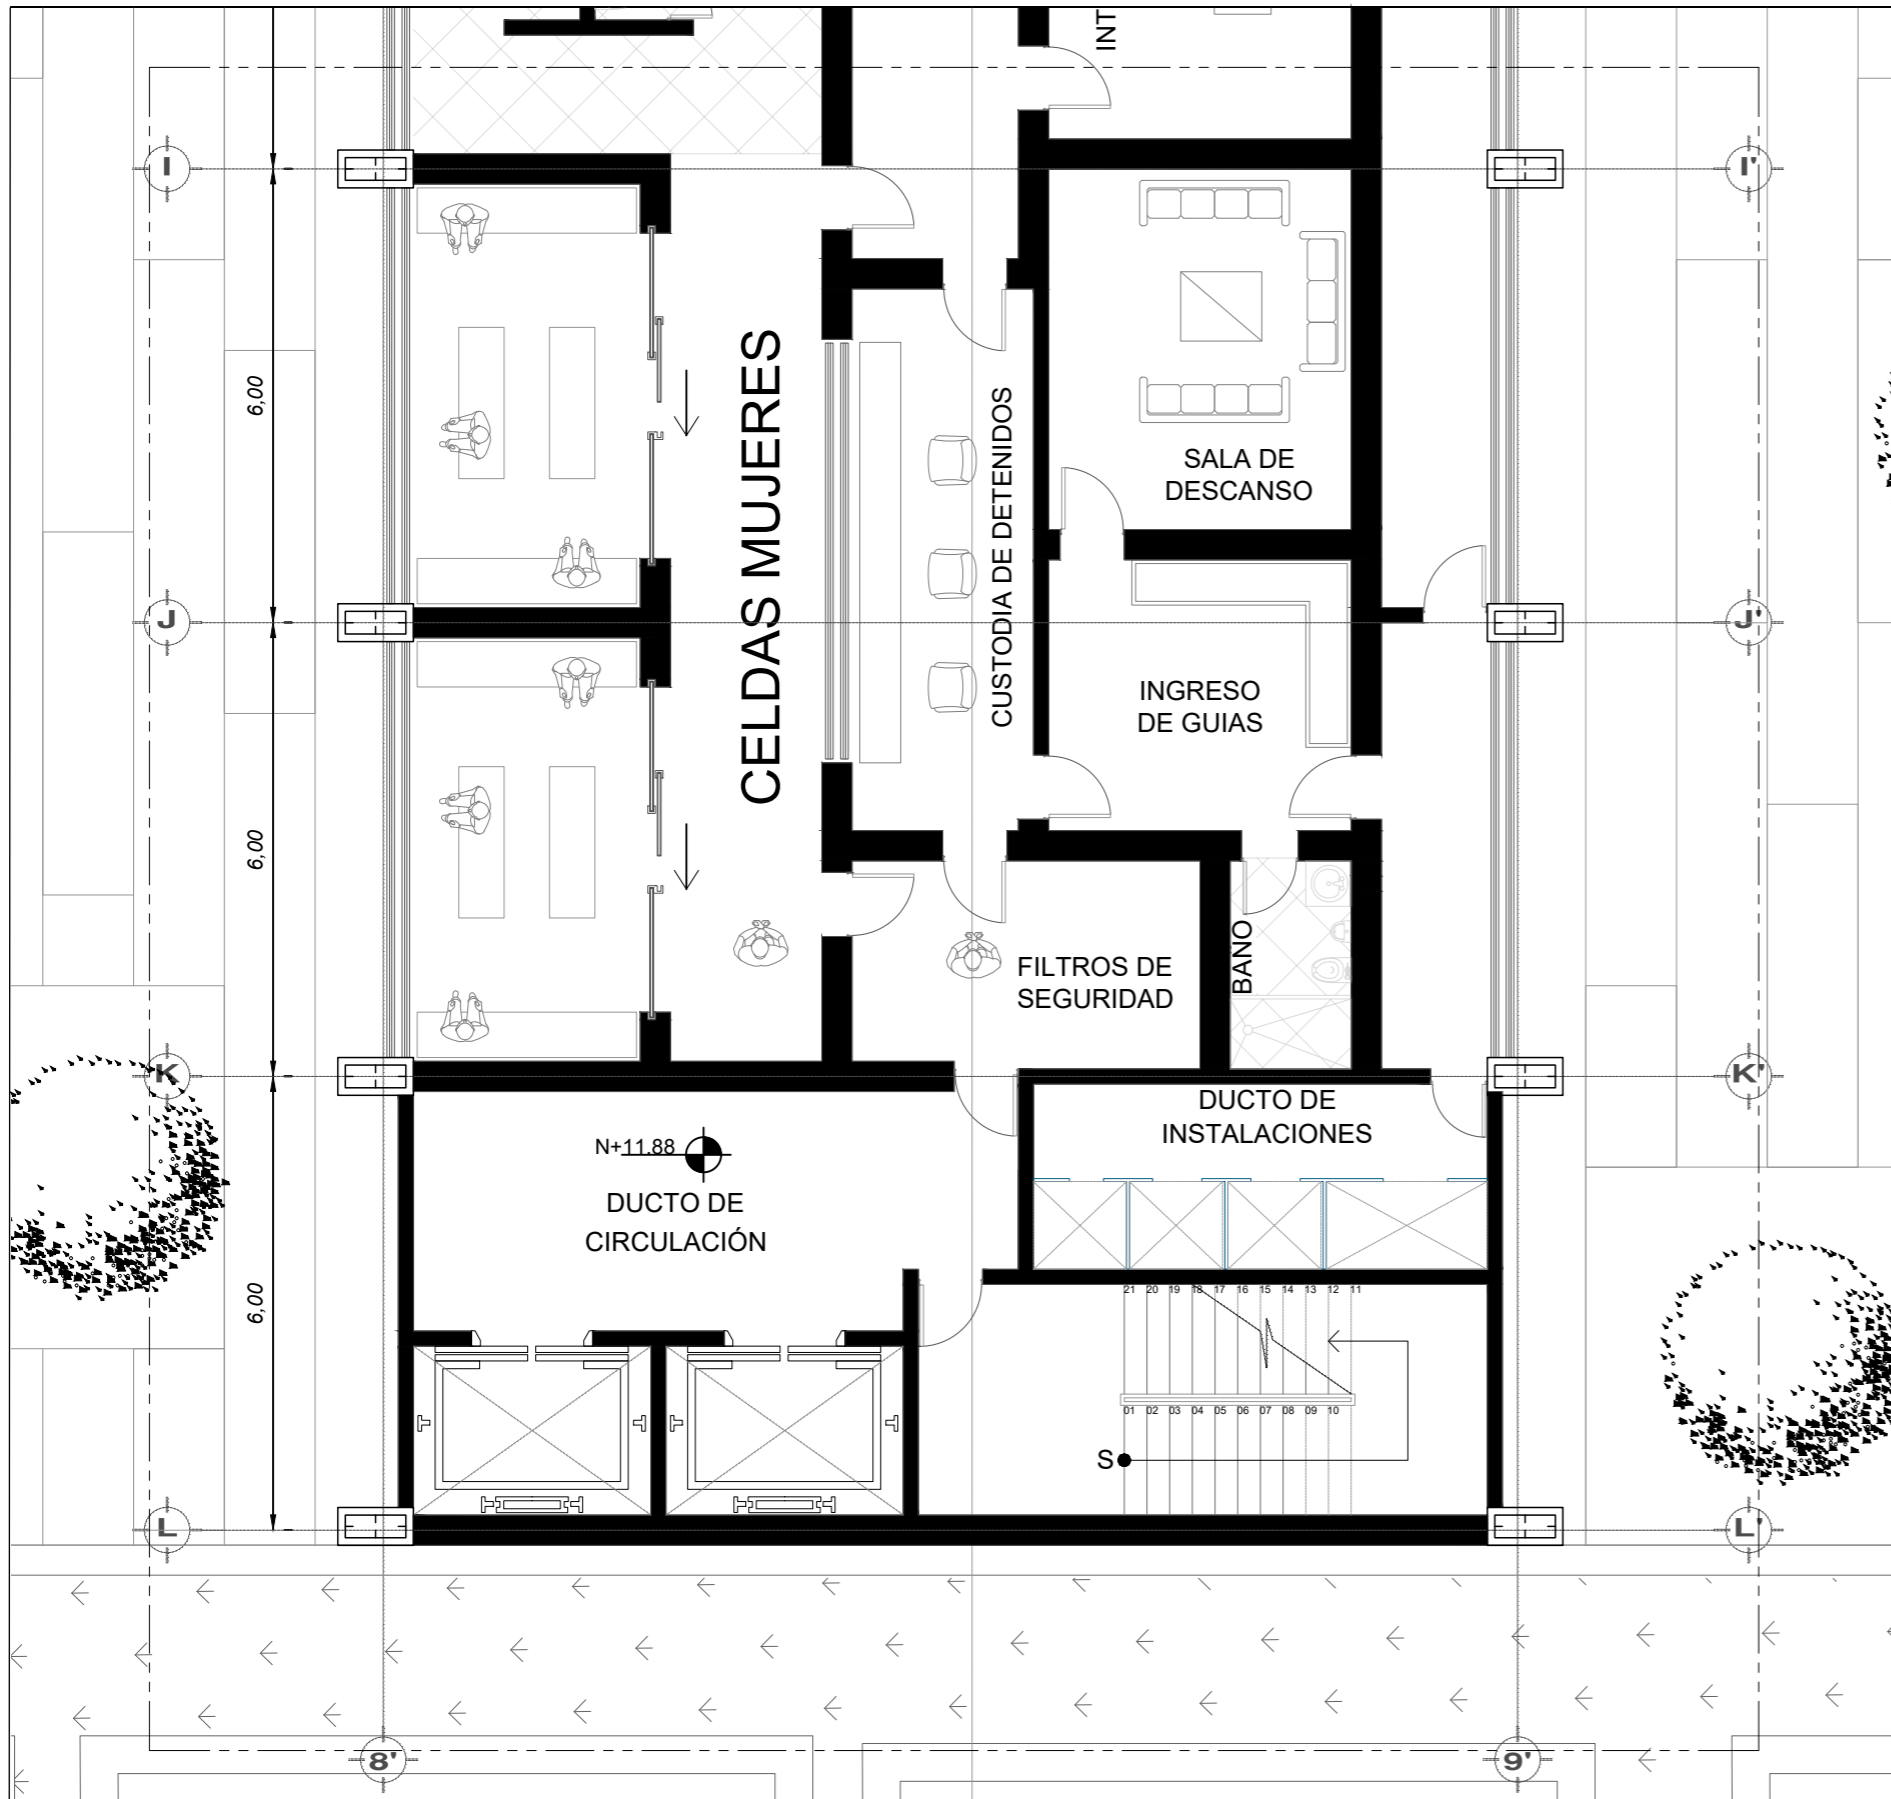 INT
I
I'
6,00
CELDAS MUJERES
CUSTODIA DE DETENIDOS
SALA DE
DESCANSO
J
J'
INGRESO
DE GUIAS
6,00
BAÑO
FILTROS DE
SEGURIDAD
K
K'
DUCTO DE
INSTALACIONES
N+11.88
DUCTO DE
CIRCULACIÓN
6,00
21 20 19 18 17 16 15 14 13 12 11
01 02 03 04 05 06 07 08 09 10
S
L
L'
8'
9'